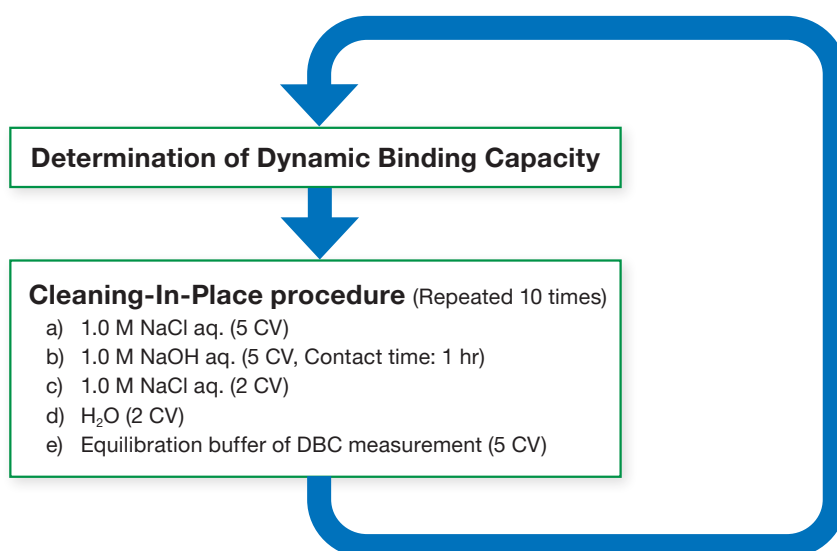 Determination of Dynamic Binding Capacity
Cleaning-In-Place procedure (Repeated 10 times)
a) 1.0 M NaCl aq. (5 CV)
b) 1.0 M NaOH aq. (5 CV, Contact time: 1 hr)
c) 1.0 M NaCl aq. (2 CV)
d) H₂O (2 CV)
e) Equilibration buffer of DBC measurement (5 CV)